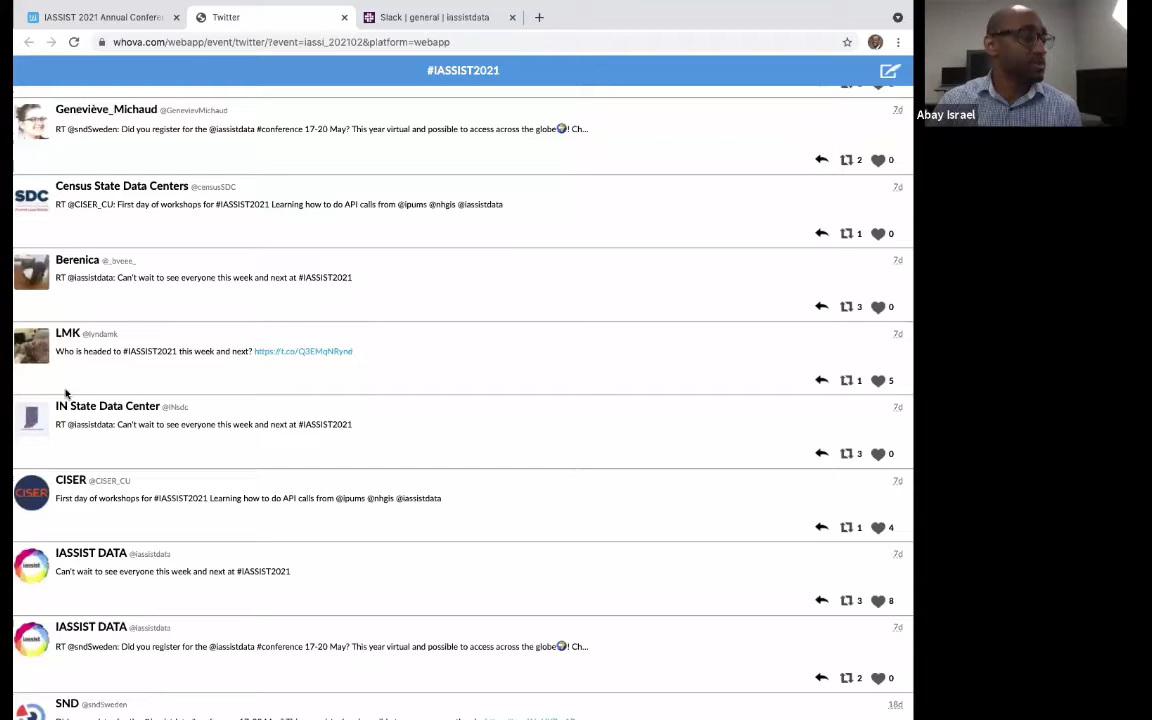 IASSIST 2021 Annual Conferen
Twitter
Slack | general | iassistdata
whova.com/webapp/event/twitter/?event=iassi_202102&platform=webapp
#IASSIST2021
Abay Israel
Geneviève_Michaud @GenevievMichaud 7d
RT @sndSweden: Did you register for the @iassistdata #conference 17-20 May? This year virtual and possible to access across the globe🌍! Ch...
2 0
SDC
Census State Data Centers @censusSDC 7d
RT @CISER_CU: First day of workshops for #IASSIST2021 Learning how to do API calls from @ipums @nhgis @iassistdata
1 0
Berenica @_bveee_ 7d
RT @iassistdata: Can't wait to see everyone this week and next at #IASSIST2021
3 0
LMK @lyndamk 7d
Who is headed to #IASSIST2021 this week and next? https://t.co/Q3EMqNRynd
1 5
IN State Data Center @INsdc 7d
RT @iassistdata: Can't wait to see everyone this week and next at #IASSIST2021
3 0
CISER
CISER @CISER_CU 7d
First day of workshops for #IASSIST2021 Learning how to do API calls from @ipums @nhgis @iassistdata
1 4
iassist
IASSIST DATA @iassistdata 7d
Can't wait to see everyone this week and next at #IASSIST2021
3 8
iassist
IASSIST DATA @iassistdata 7d
RT @sndSweden: Did you register for the @iassistdata #conference 17-20 May? This year virtual and possible to access across the globe🌍! Ch...
2 0
SND @sndSweden 18d